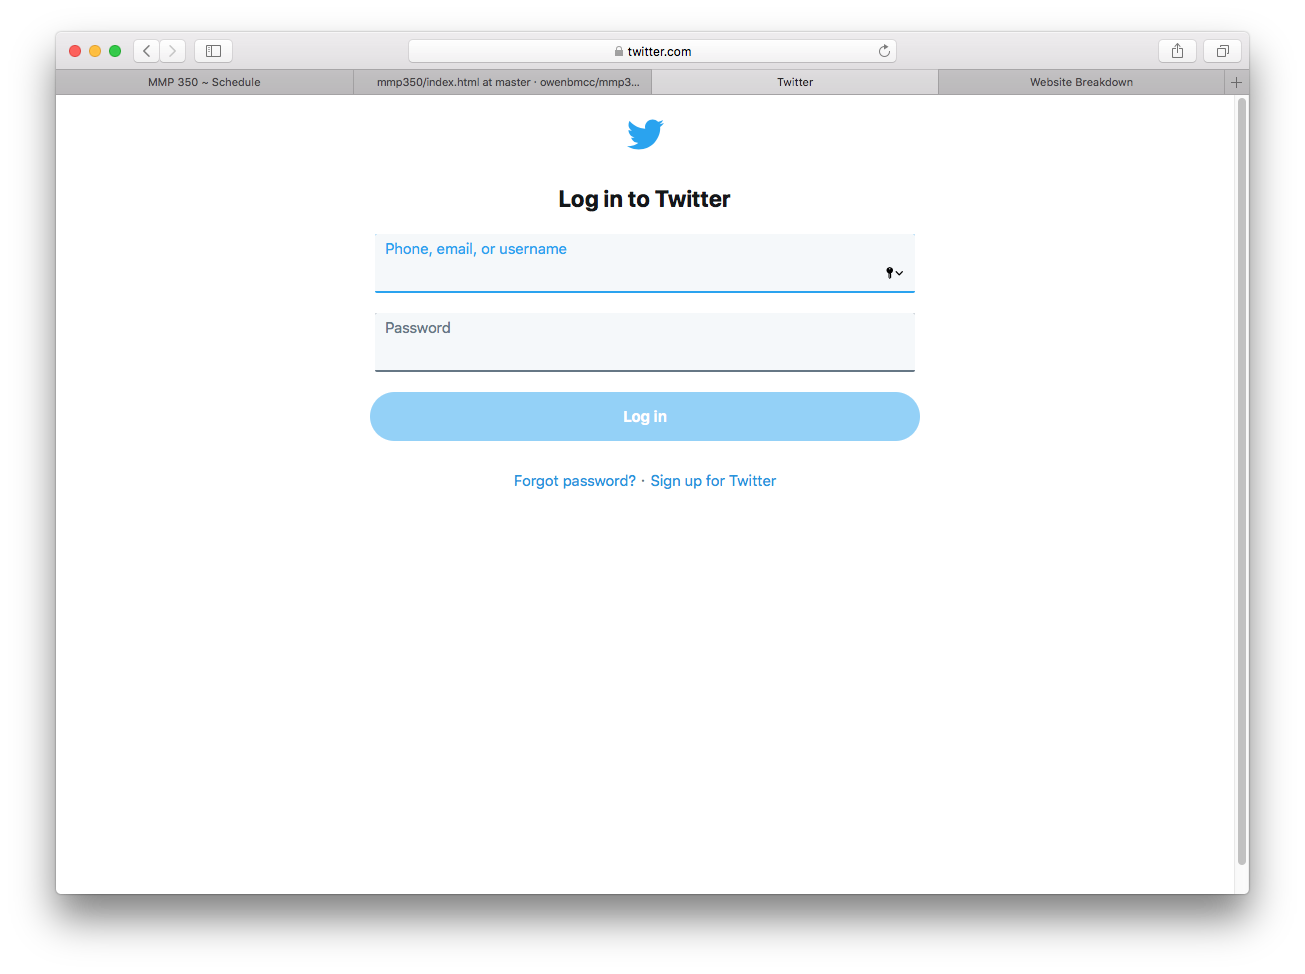 twitter.com
MMP 350 ~ Schedule
mmp350/index.html at master · owenbmcc/mmp3...
Twitter
Website Breakdown
Log in to Twitter
Phone, email, or username
Password
Log in
Forgot password? · Sign up for Twitter